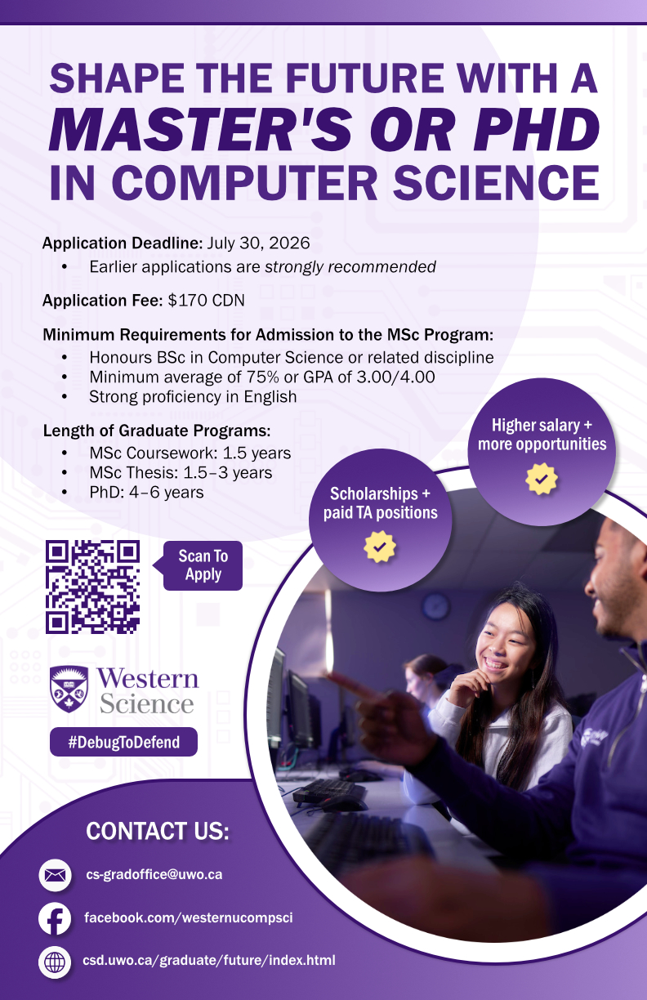 SHAPE THE FUTURE WITH A
MASTER'S OR PHD
IN COMPUTER SCIENCE
Application Deadline: July 30, 2026
• Earlier applications are strongly recommended
Application Fee: $170 CDN
Minimum Requirements for Admission to the MSc Program:
• Honours BSc in Computer Science or related discipline
• Minimum average of 75% or GPA of 3.00/4.00
• Strong proficiency in English
Length of Graduate Programs:
• MSc Coursework: 1.5 years
• MSc Thesis: 1.5–3 years
• PhD: 4–6 years
Higher salary +
more opportunities
Scholarships +
paid TA positions
Scan To
Apply
Western
Science
#DebugToDefend
CONTACT US:
cs-gradoffice@uwo.ca
facebook.com/westernucompsci
csd.uwo.ca/graduate/future/index.html